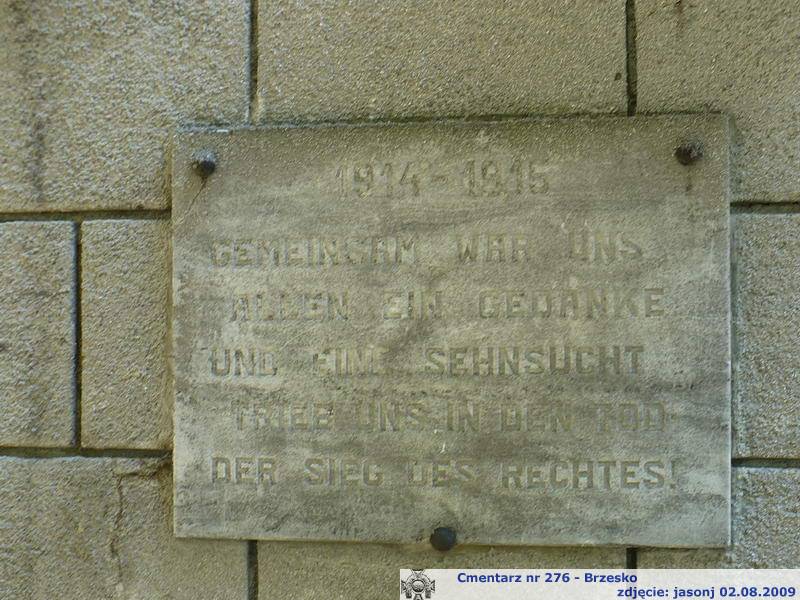 1914 - 1915
GEMEINSAM WAR UNS
ALLEN EIN GEDANKE
UND EINE SEHNSUCHT
TRIEB UNS IN DEN TOD
DER SIEG DES RECHTES!
Cmentarz nr 276 - Brzesko
zdjęcie: jasonj 02.08.2009